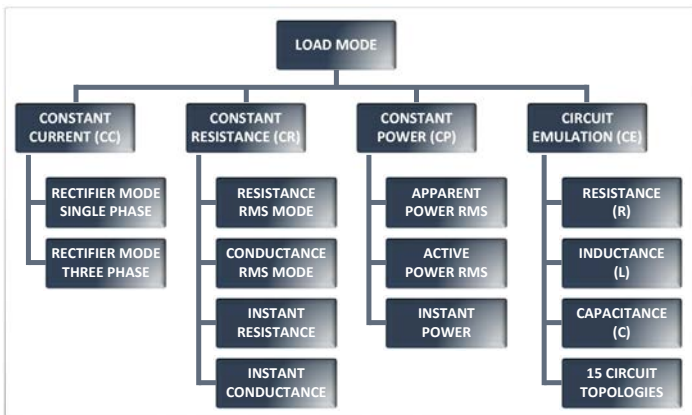 LOAD MODE
CONSTANT
CURRENT (CC)
RECTIFIER MODE
SINGLE PHASE
RECTIFIER MODE
THREE PHASE
CONSTANT
RESISTANCE (CR)
RESISTANCE
RMS MODE
CONDUCTANCE
RMS MODE
INSTANT
RESISTANCE
INSTANT
CONDUCTANCE
CONSTANT
POWER (CP)
APPARENT
POWER RMS
ACTIVE
POWER RMS
INSTANT
POWER
CIRCUIT
EMULATION (CE)
RESISTANCE
(R)
INDUCTANCE
(L)
CAPACITANCE
(C)
15 CIRCUIT
TOPOLOGIES